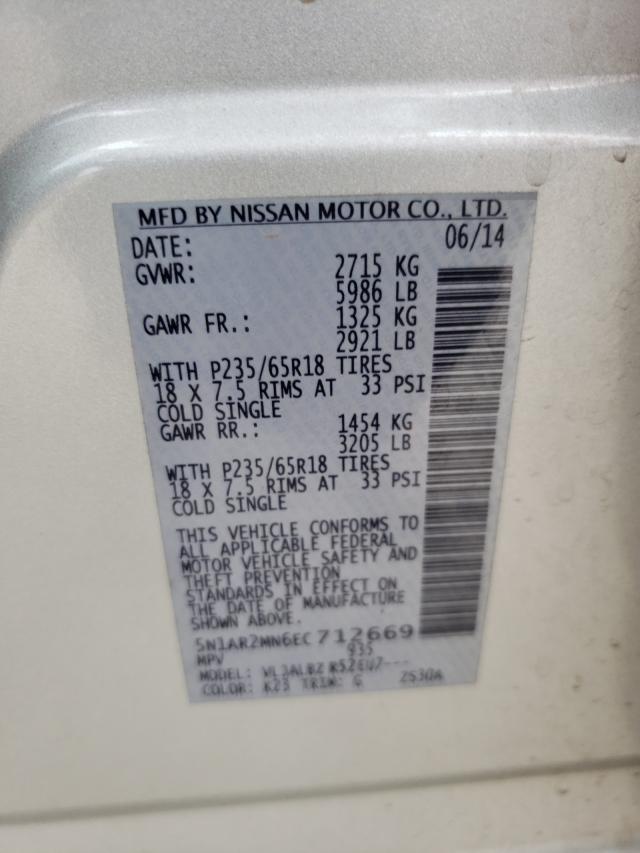 MFD BY NISSAN MOTOR CO., LTD.
DATE: 06/14
GVWR: 2715 KG
5986 LB
GAWR FR.: 1325 KG
2921 LB
WITH P235/65R18 TIRES
18 X 7.5 RIMS AT 33 PSI
COLD SINGLE
GAWR RR.: 1454 KG
3205 LB
WITH P235/65R18 TIRES
18 X 7.5 RIMS AT 33 PSI
COLD SINGLE
THIS VEHICLE CONFORMS TO
ALL APPLICABLE FEDERAL
MOTOR VEHICLE SAFETY AND
THEFT PREVENTION
STANDARDS IN EFFECT ON
THE DATE OF MANUFACTURE
SHOWN ABOVE.
5N1AR2MN6EC712669
MPV 935
MODEL:
COLOR: K23 TRIM: G